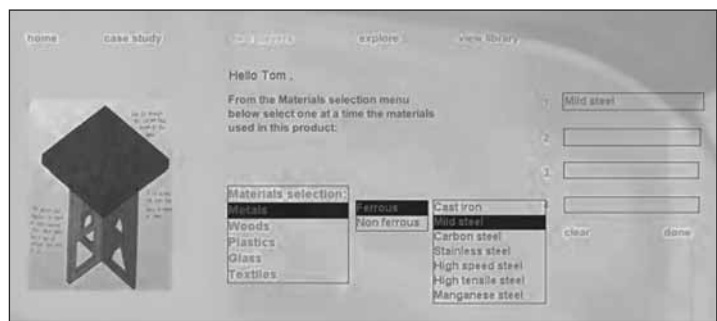 home case study explore view library
Hello Tom ,
From the Materials selection menu
below select one at a time the materials
used in this product:
1 Mild steel
2
3
4
Materials selection:
Metals
Woods
Plastics
Glass
Textiles
Ferrous
Non ferrous
Cast iron
Mild steel
Carbon steel
Stainless steel
High speed steel
High tensile steel
Manganese steel
clear done